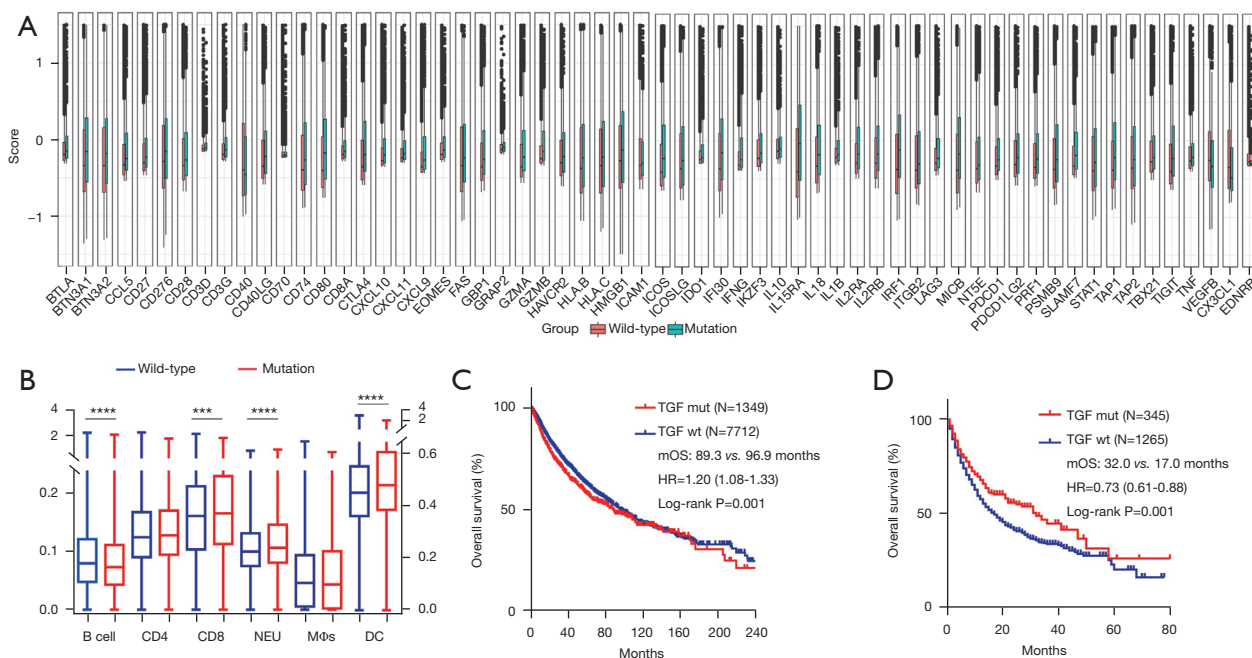 A
Score
1
0
−1
BTLA
BTN3A1
BTN3A2
CCL5
CD27
CD276
CD28
CD3D
CD3G
CD40
CD40LG
CD70
CD74
CD80
CD8A
CTLA4
CXCL10
CXCL11
CXCL9
EOMES
FAS
GBP1
GRAP2
GZMA
GZMB
HAVCR2
HLA.B
HLA.C
HMGB1
ICAM1
ICOS
ICOSLG
IDO1
IFI30
IFNG
IKZF3
IL10
IL15RA
IL18
IL1B
IL2RA
IL2RB
IRF1
ITGB2
LAG3
MICB
NT5E
PDCD1
PDCD1LG2
PRF1
PSMB9
SLAMF7
STAT1
TAP1
TAP2
TBX21
TIGIT
TNF
VEGFB
CX3CL1
EDNRB
Group Wild-type Mutation
B
Wild-type Mutation
4
2
0.2
0.1
0.0
**** *** **** ****
4
2
0.6
0.4
0.2
0.0
B cell CD4 CD8 NEU MΦs DC
C
Overall survival (%)
100
50
0
TGF mut (N=1349)
TGF wt (N=7712)
mOS: 89.3 vs. 96.9 months
HR=1.20 (1.08-1.33)
Log-rank P=0.001
0 40 80 120 160 200 240
Months
D
Overall survival (%)
100
50
0
TGF mut (N=345)
TGF wt (N=1265)
mOS: 32.0 vs. 17.0 months
HR=0.73 (0.61-0.88)
Log-rank P=0.001
0 20 40 60 80
Months